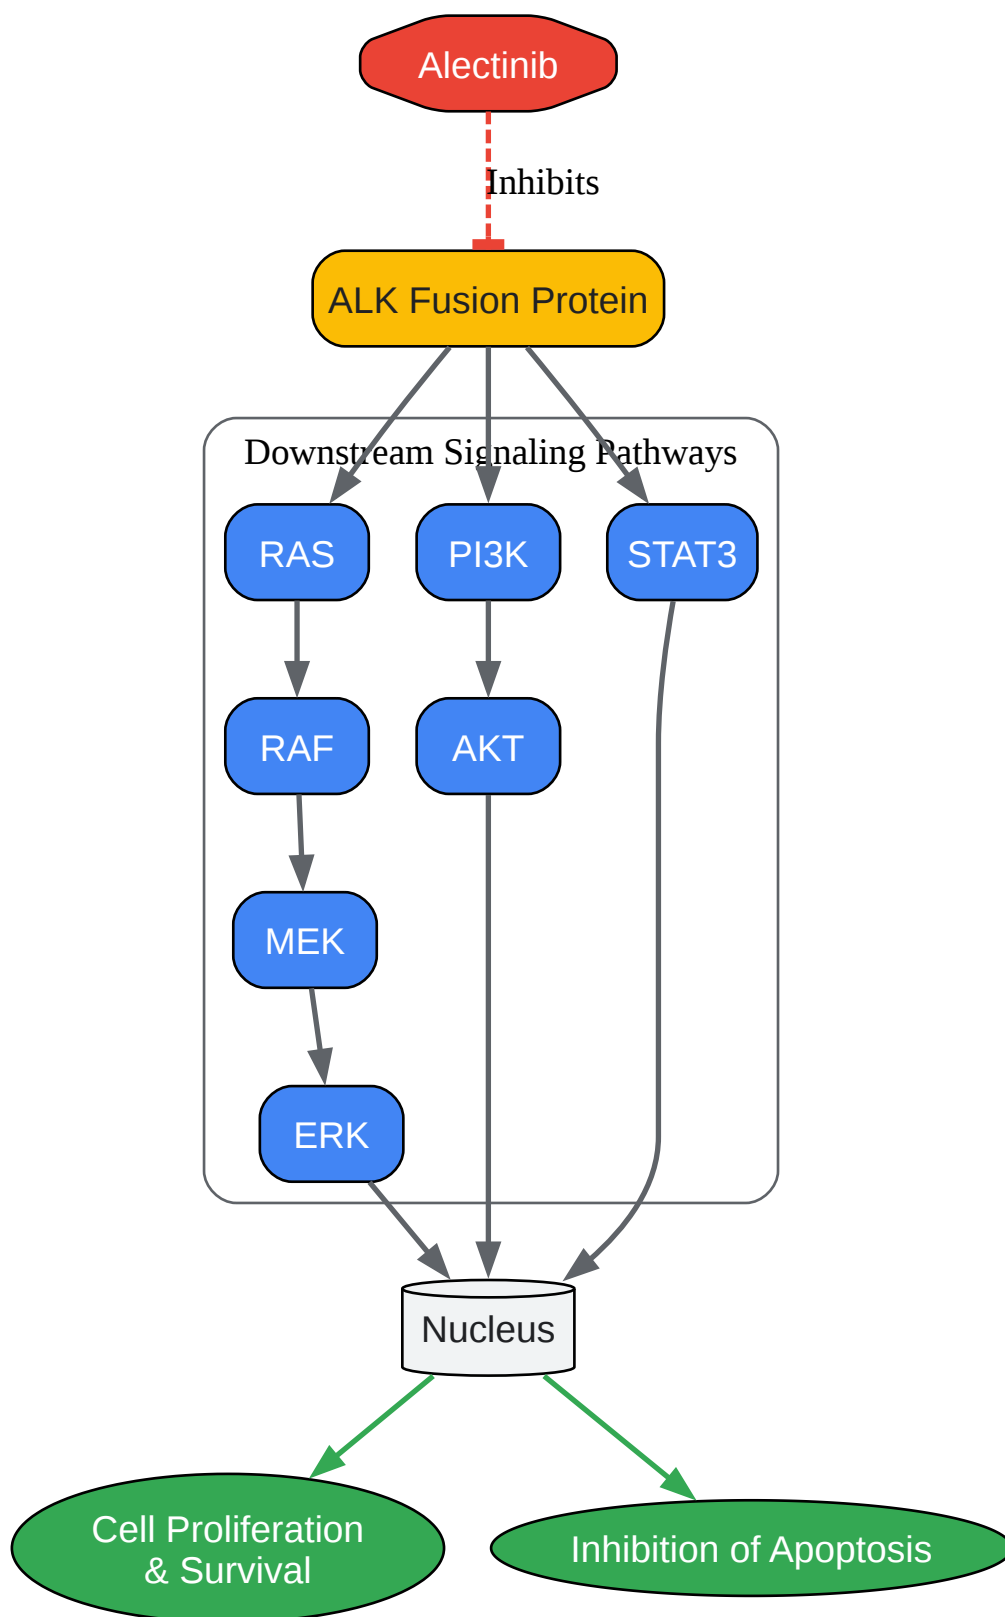 Alectinib
Inhibits
ALK Fusion Protein
Downstream Signaling Pathways
RAS
PI3K
STAT3
RAF
AKT
MEK
ERK
Nucleus
Cell Proliferation
& Survival
Inhibition of Apoptosis